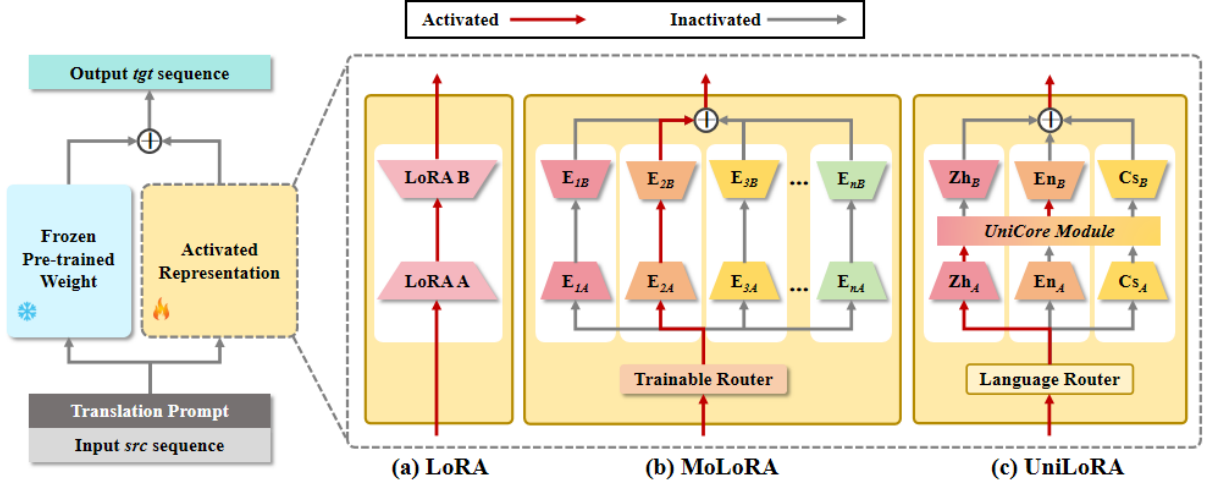 Activated
Inactivated
Output tgt sequence
Frozen
Pre-trained
Weight
Activated
Representation
Translation Prompt
Input src sequence
LoRA B
LoRA A
(a) LoRA
E1B
E2B
E3B
...
EnB
E1A
E2A
E3A
...
EnA
Trainable Router
(b) MoLoRA
ZhB
EnB
CsB
UniCore Module
ZhA
EnA
CsA
Language Router
(c) UniLoRA